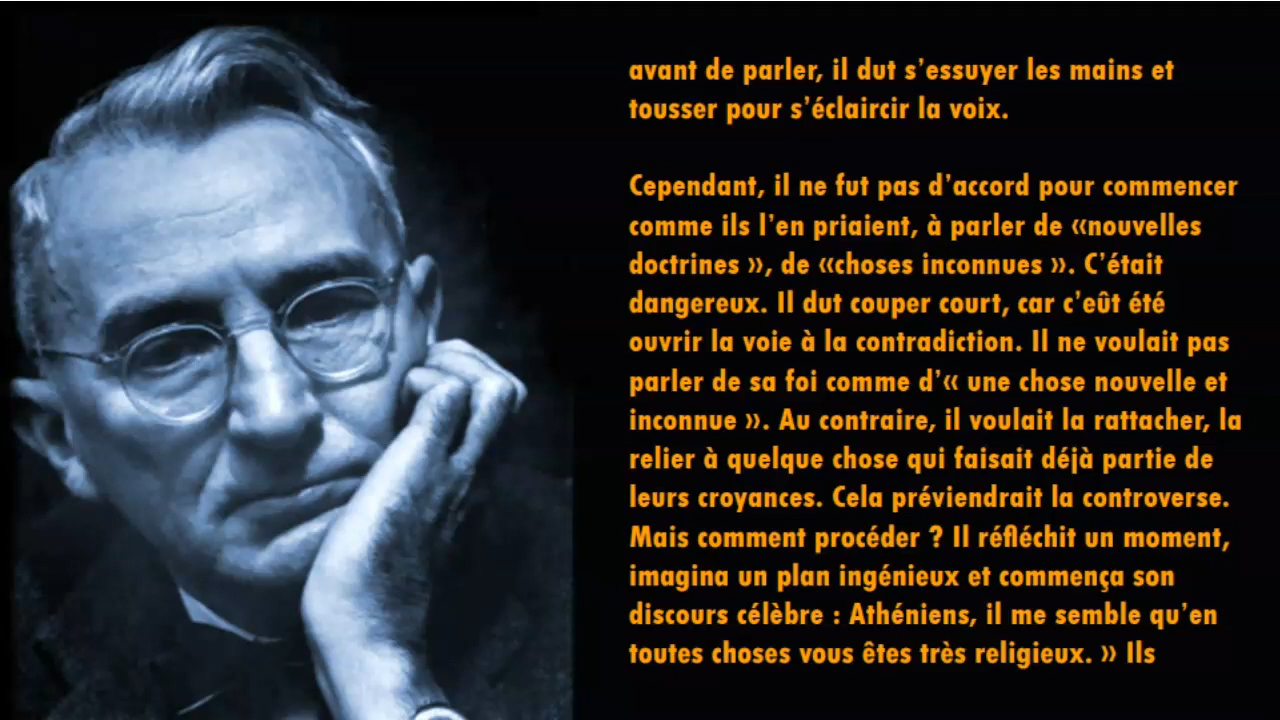 avant de parler, il dut s’essuyer les mains et
tousser pour s’éclaircir la voix.
Cependant, il ne fut pas d’accord pour commencer
comme ils l’en priaient, à parler de «nouvelles
doctrines », de «choses inconnues ». C’était
dangereux. Il dut couper court, car c’eût été
ouvrir la voie à la contradiction. Il ne voulait pas
parler de sa foi comme d’« une chose nouvelle et
inconnue ». Au contraire, il voulait la rattacher, la
relier à quelque chose qui faisait déjà partie de
leurs croyances. Cela préviendrait la controverse.
Mais comment procéder ? Il réfléchit un moment,
imagina un plan ingénieux et commença son
discours célèbre : Athéniens, il me semble qu’en
toutes choses vous êtes très religieux. » Ils